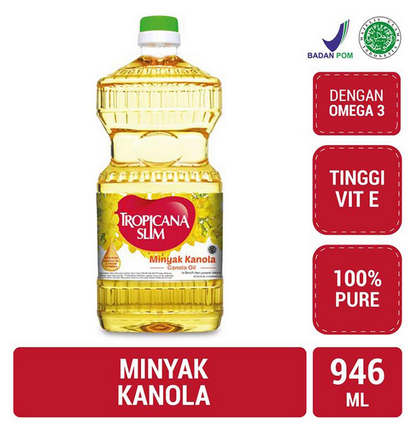 BADAN POM
DENGAN
OMEGA 3
TROPICANA
SLIM
Minyak Kanola
Canola Oil
TINGGI
VIT E
100%
PURE
MINYAK
KANOLA
946
ML